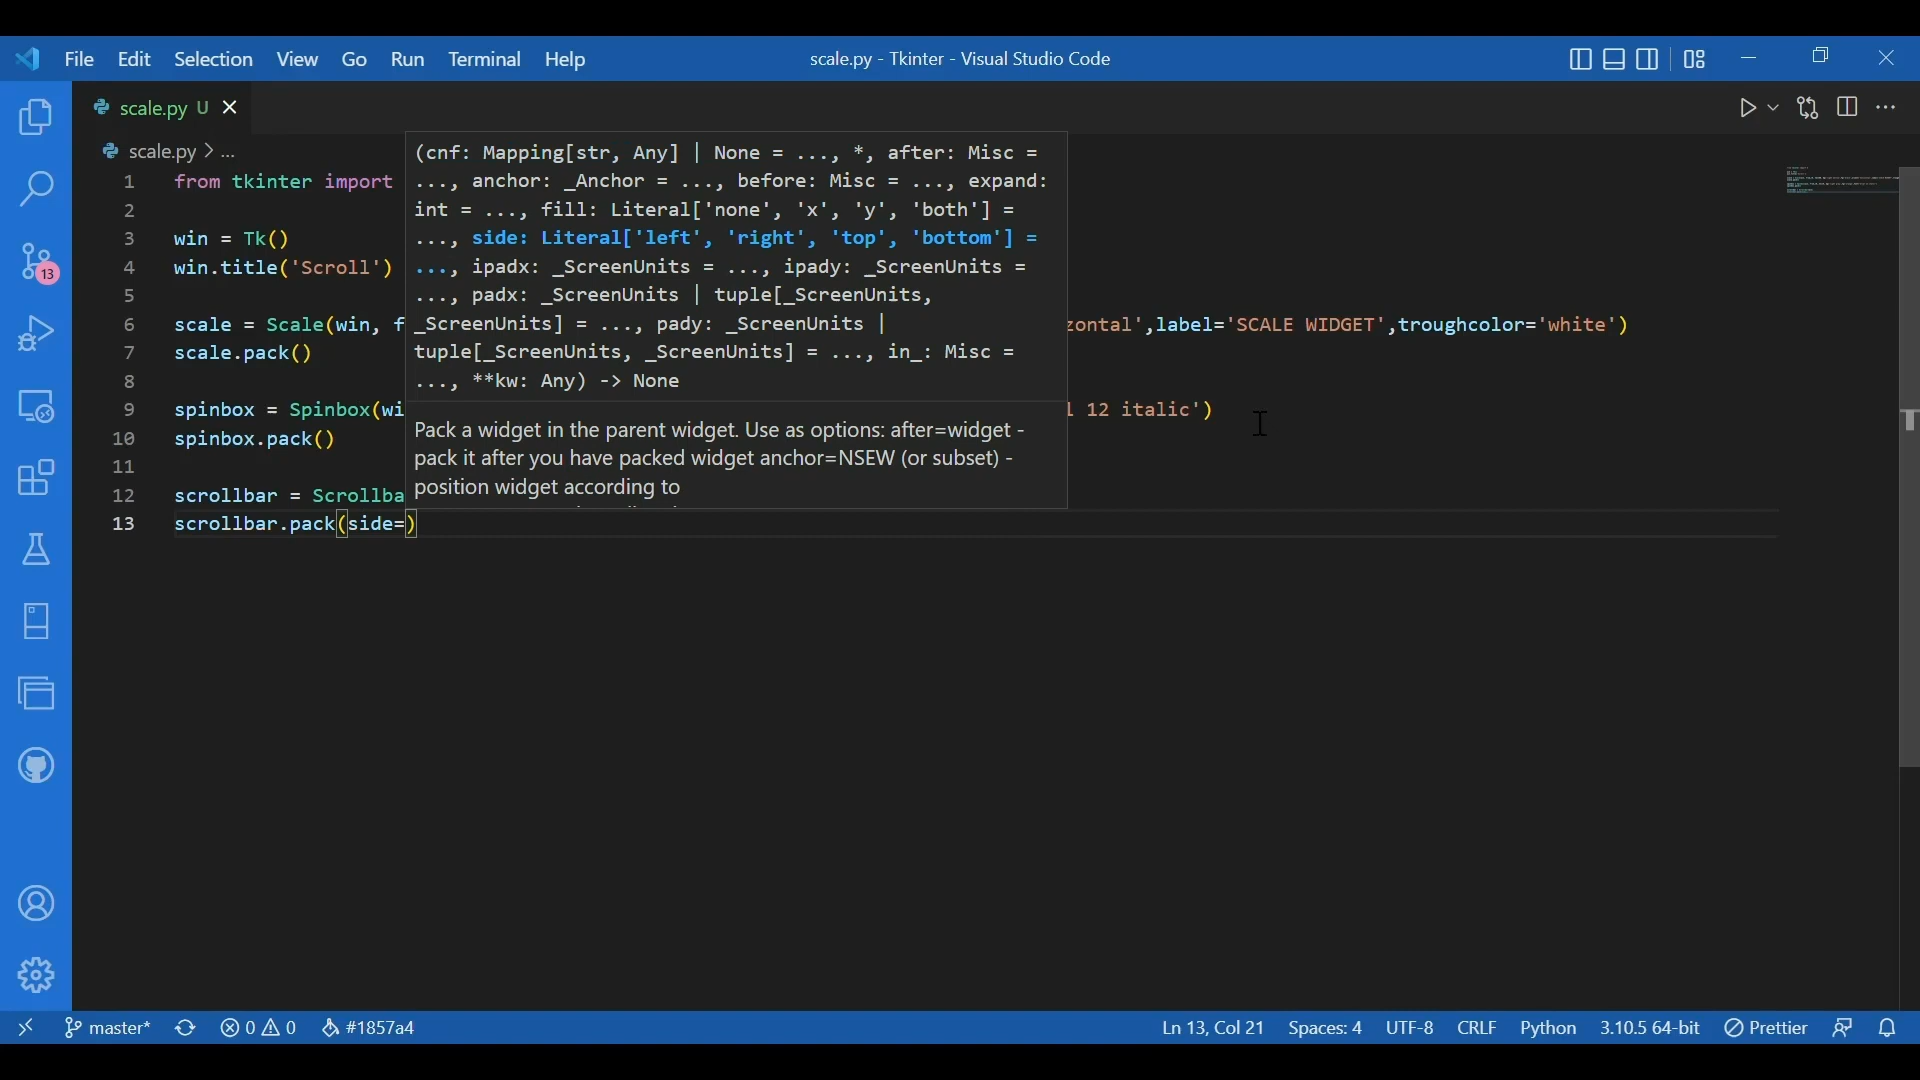 File Edit Selection View Go Run Terminal Help scale.py - Tkinter - Visual Studio Code
scale.py U
scale.py > ...
1 from tkinter import
2
3 win = Tk()
4 win.title('Scroll')
5
6 scale = Scale(win, f zontal',label='SCALE WIDGET',troughcolor='white')
7 scale.pack()
8
9 spinbox = Spinbox(wi l 12 italic')
10 spinbox.pack()
11
12 scrollbar = Scrollba
13 scrollbar.pack(side=)
(cnf: Mapping[str, Any] | None = ..., *, after: Misc =
..., anchor: _Anchor = ..., before: Misc = ..., expand:
int = ..., fill: Literal['none', 'x', 'y', 'both'] =
..., side: Literal['left', 'right', 'top', 'bottom'] =
..., ipadx: _ScreenUnits = ..., ipady: _ScreenUnits =
..., padx: _ScreenUnits | tuple[_ScreenUnits,
_ScreenUnits] = ..., pady: _ScreenUnits |
tuple[_ScreenUnits, _ScreenUnits] = ..., in_: Misc =
..., **kw: Any) -> None
Pack a widget in the parent widget. Use as options: after=widget -
pack it after you have packed widget anchor=NSEW (or subset) -
position widget according to
13
master* 0 0 #1857a4 Ln 13, Col 21 Spaces: 4 UTF-8 CRLF Python 3.10.5 64-bit Prettier